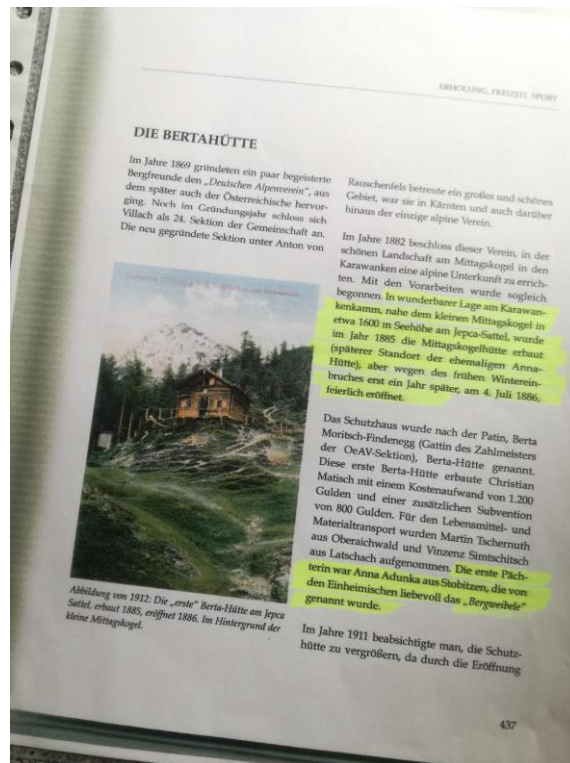 ERHOLUNG, FREIZEIT, SPORT
DIE BERTAHÜTTE
Im Jahre 1869 gründeten ein paar begeisterte
Bergfreunde den „Deutschen Alpenverein“, aus
dem später auch der Österreichische hervor-
ging. Noch im Gründungsjahr schloss sich
Villach als 24. Sektion der Gemeinschaft an.
Die neu gegründete Sektion unter Anton von
Abbildung von 1912: Die „erste“ Berta-Hütte am Jepca
Sattel, erbaut 1885, eröffnet 1886. Im Hintergrund der
kleine Mittagskogel.
Rauschenfels betreute ein großes und schönes
Gebiet, war sie in Kärnten und auch darüber
hinaus der einzige alpine Verein.
Im Jahre 1882 beschloss dieser Verein, in der
schönen Landschaft am Mittagskogel in den
Karawanken eine alpine Unterkunft zu errich-
ten. Mit den Vorarbeiten wurde sogleich
begonnen. In wunderbarer Lage am Karawan-
kenkamm, nahe dem kleinen Mittagskogel in
etwa 1600 m Seehöhe am Jepca-Sattel, wurde
im Jahr 1885 die Mittagskogelhütte erbaut
(späterer Standort der ehemaligen Anna-
Hütte), aber wegen des frühen Winterein-
bruches erst ein Jahr später, am 4. Juli 1886,
feierlich eröffnet.
Das Schutzhaus wurde nach der Patin, Berta
Moritsch-Findenegg (Gattin des Zahlmeisters
der OeAV-Sektion), Berta-Hütte genannt.
Diese erste Berta-Hütte erbaute Christian
Matisch mit einem Kostenaufwand von 1.200
Gulden und einer zusätzlichen Subvention
von 800 Gulden. Für den Lebensmittel- und
Materialtransport wurden Martin Tschernuth
aus Oberaichwald und Vinzenz Simtschitsch
aus Latschach aufgenommen. Die erste Päch-
terin war Anna Adunka aus Stobitzen, die von
den Einheimischen liebevoll das „Bergweibele“
genannt wurde.
Im Jahre 1911 beabsichtigte man, die Schutz-
hütte zu vergrößern, da durch die Eröffnung
437